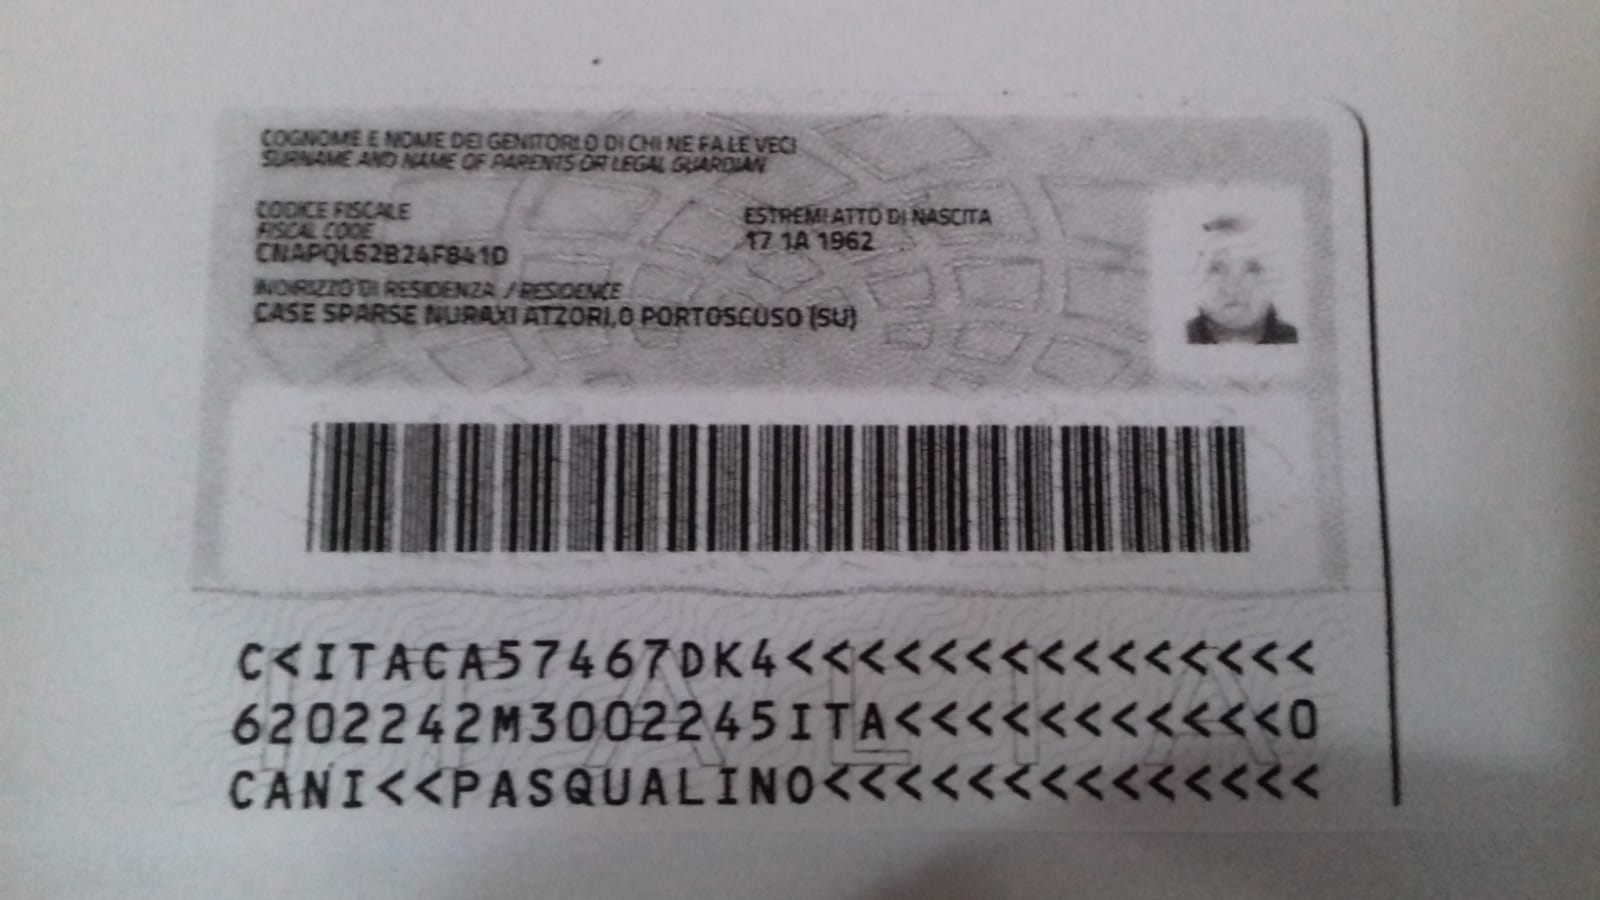 COGNOME E NOME DEI GENITORI O DI CHI NE FA LE VECI
SURNAME AND NAME OF PARENTS OR LEGAL GUARDIAN
CODICE FISCALE
FISCAL CODE
CNAPQL62B24F841D
ESTREMI ATTO DI NASCITA
17 1A 1962
INDIRIZZO DI RESIDENZA / RESIDENCE
CASE SPARSE NURAXI ATZORI, 0 PORTOSCUSO (SU)
C<ITACA57467DK4<<<<<<<<<<<<<<<
6202242M3002245ITA<<<<<<<<<<<0
CANI<<PASQUALINO<<<<<<<<<<<<<<
ITALIA